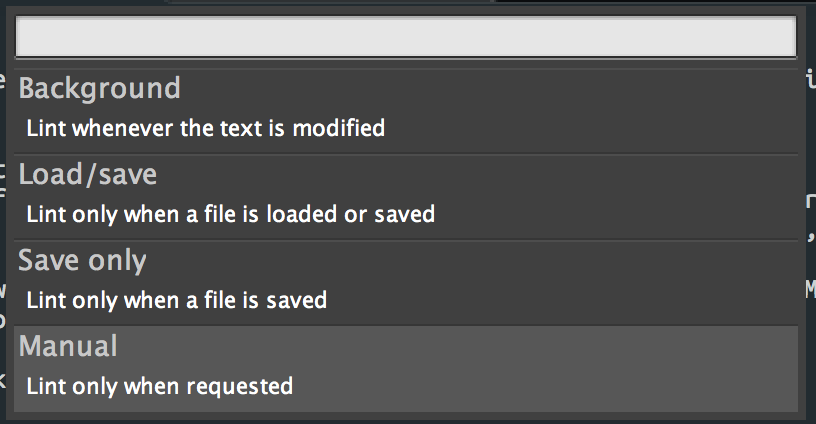 Background
Lint whenever the text is modified
Load/save
Lint only when a file is loaded or saved
Save only
Lint only when a file is saved
Manual
Lint only when requested